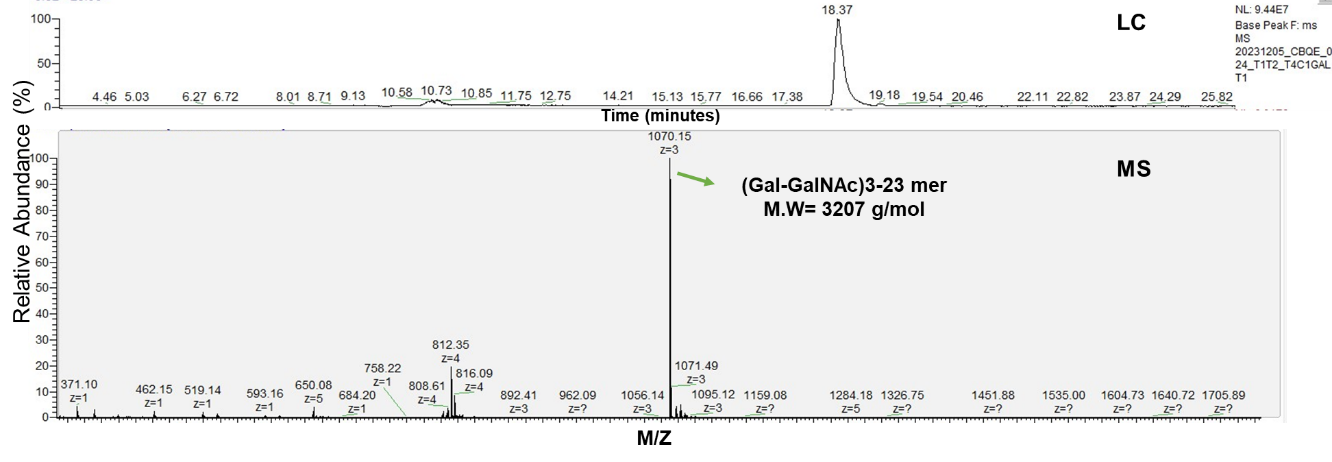 18.37
LC
NL: 9.44E7
Base Peak F: ms
MS
20231205_CBQE_0
24_T1T2_T4C1GAL
T1
100
50
0
4.46 5.03 6.27 6.72 8.01 8.71 9.13 10.58 10.73 10.85 11.75 12.75 14.21 15.13 15.77 16.66 17.38 19.18 19.54 20.46 22.11 22.82 23.87 24.29 25.82
Time (minutes)
Relative Abundance (%)
1070.15
z=3
MS
(Gal-GalNAc)3-23 mer
M.W= 3207 g/mol
100
90
80
70
60
50
40
30
20
10
0
371.10
z=1
462.15
z=1
519.14
z=1
593.16
z=1
650.08
z=5
684.20
z=1
758.22
z=1
808.61
z=4
812.35
z=4
816.09
z=4
892.41
z=3
962.09
z=?
1056.14
z=3
1071.49
z=3
1095.12
z=3
1159.08
z=?
1284.18
z=5
1326.75
z=?
1451.88
z=?
1535.00
z=?
1604.73
z=?
1640.72
z=?
1705.89
z=?
M/Z